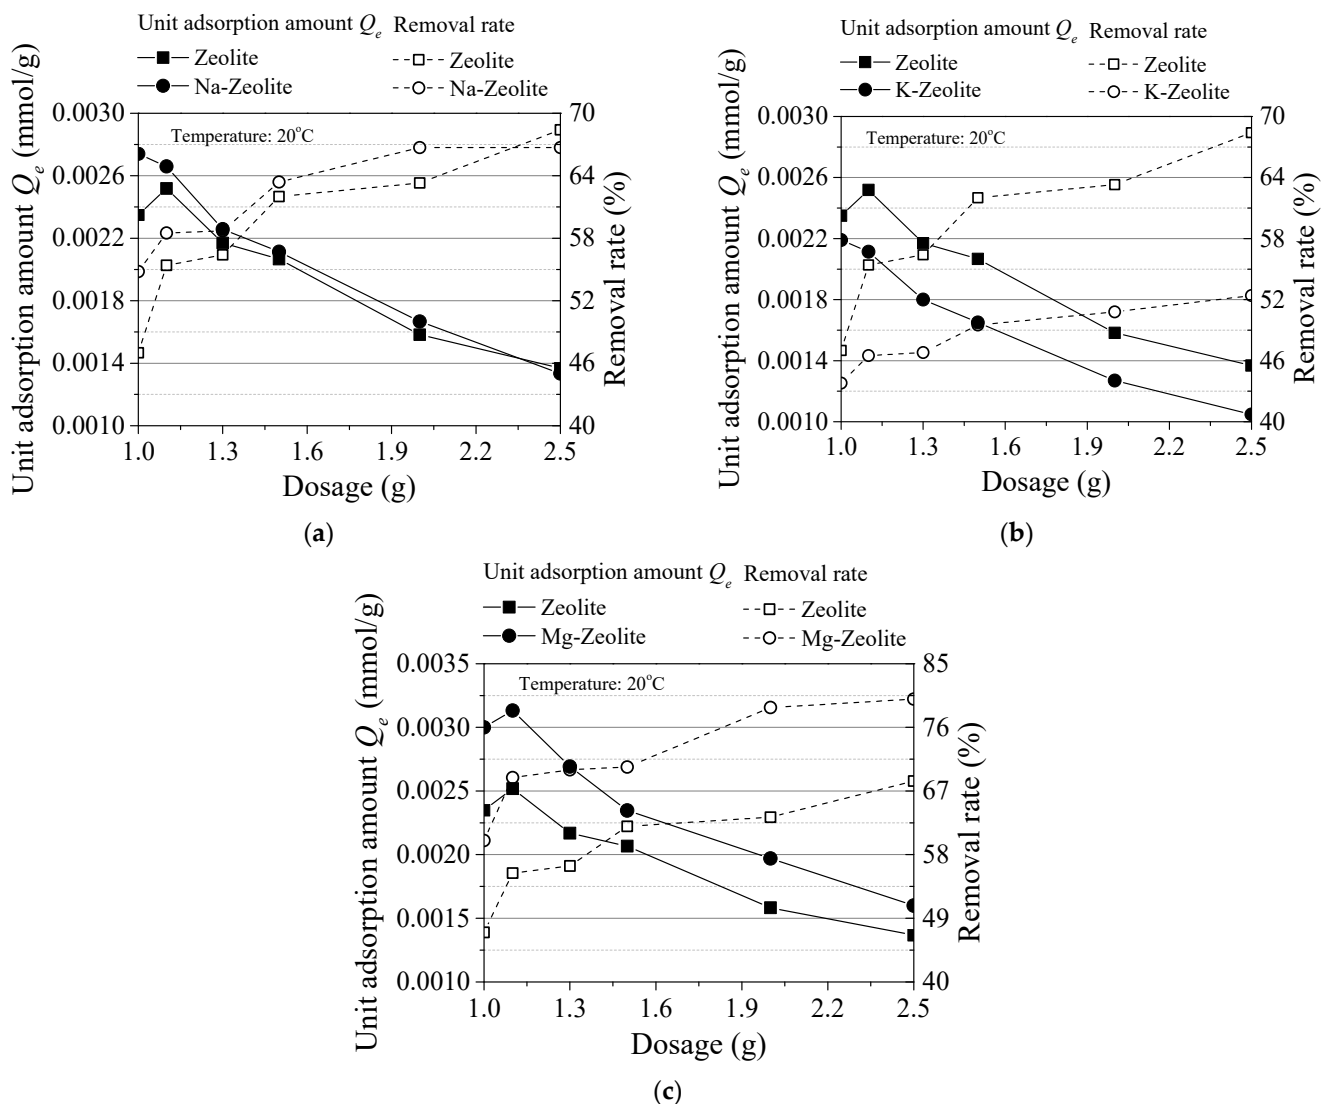 Unit adsorption amount Qe Removal rate
Zeolite Zeolite
Na-Zeolite Na-Zeolite
Unit adsorption amount Qe (mmol/g)
0.0030
0.0026
0.0022
0.0018
0.0014
0.0010
Temperature: 20°C
70
64
58
52
46
40
Removal rate (%)
1.0 1.3 1.6 1.9 2.2 2.5
Dosage (g)
(a)
Unit adsorption amount Qe Removal rate
Zeolite Zeolite
K-Zeolite K-Zeolite
Unit adsorption amount Qe (mmol/g)
0.0030
0.0026
0.0022
0.0018
0.0014
0.0010
Temperature: 20°C
70
64
58
52
46
40
Removal rate (%)
1.0 1.3 1.6 1.9 2.2 2.5
Dosage (g)
(b)
Unit adsorption amount Qe Removal rate
Zeolite Zeolite
Mg-Zeolite Mg-Zeolite
Unit adsorption amount Qe (mmol/g)
0.0035
0.0030
0.0025
0.0020
0.0015
0.0010
Temperature: 20°C
85
76
67
58
49
40
Removal rate (%)
1.0 1.3 1.6 1.9 2.2 2.5
Dosage (g)
(c)